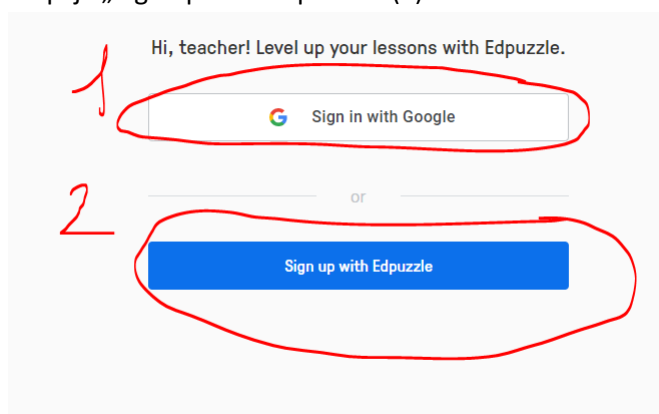 Hi, teacher! Level up your lessons with Edpuzzle.
1
Sign in with Google
or
2
Sign up with Edpuzzle